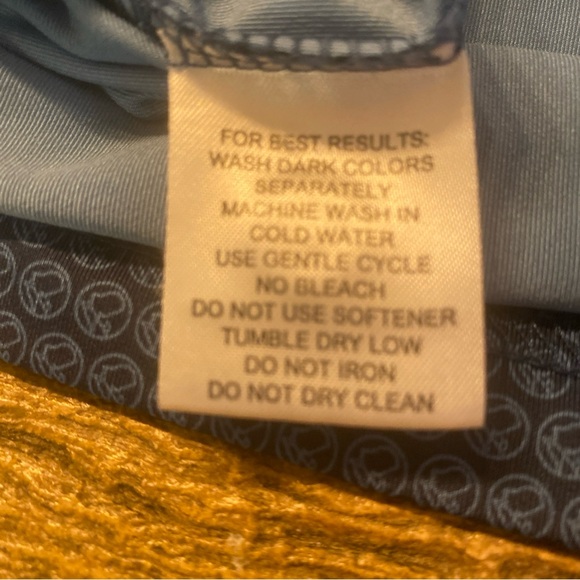 FOR BEST RESULTS:
WASH DARK COLORS
SEPARATELY
MACHINE WASH IN
COLD WATER
USE GENTLE CYCLE
NO BLEACH
DO NOT USE SOFTENER
TUMBLE DRY LOW
DO NOT IRON
DO NOT DRY CLEAN